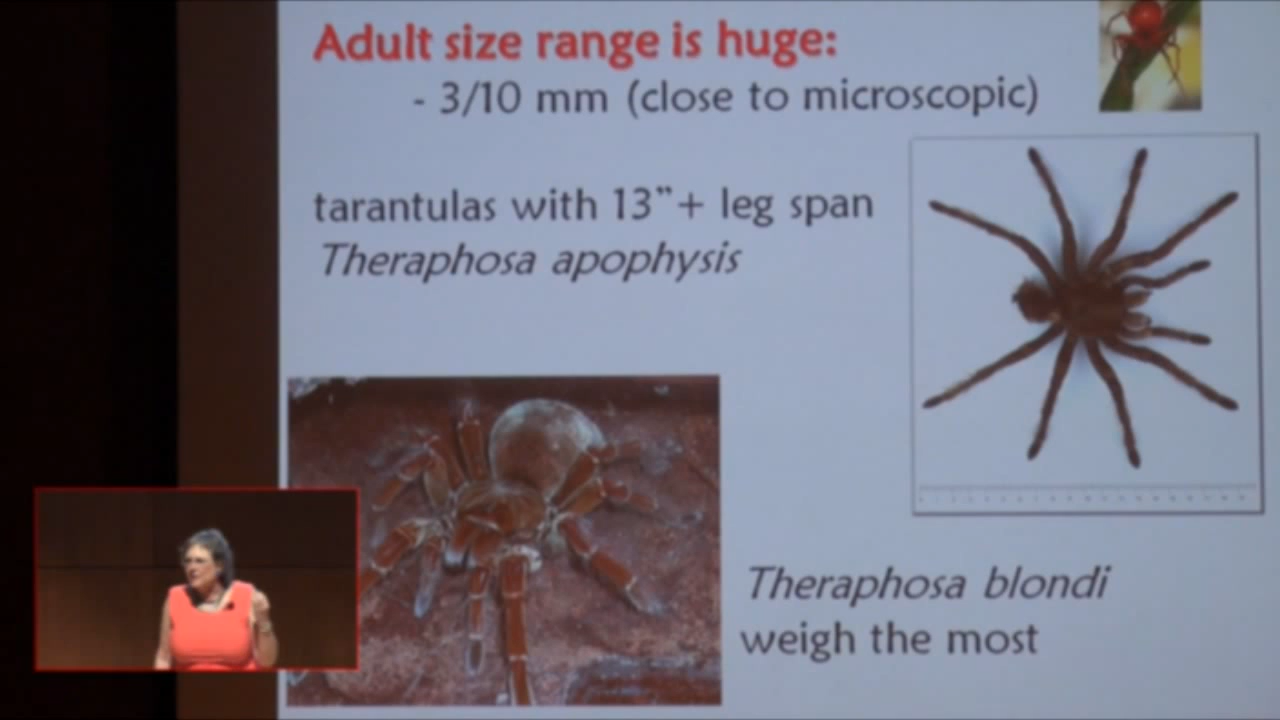 Adult size range is huge:
- 3/10 mm (close to microscopic)
tarantulas with 13”+ leg span
Theraphosa apophysis
Theraphosa blondi
weigh the most